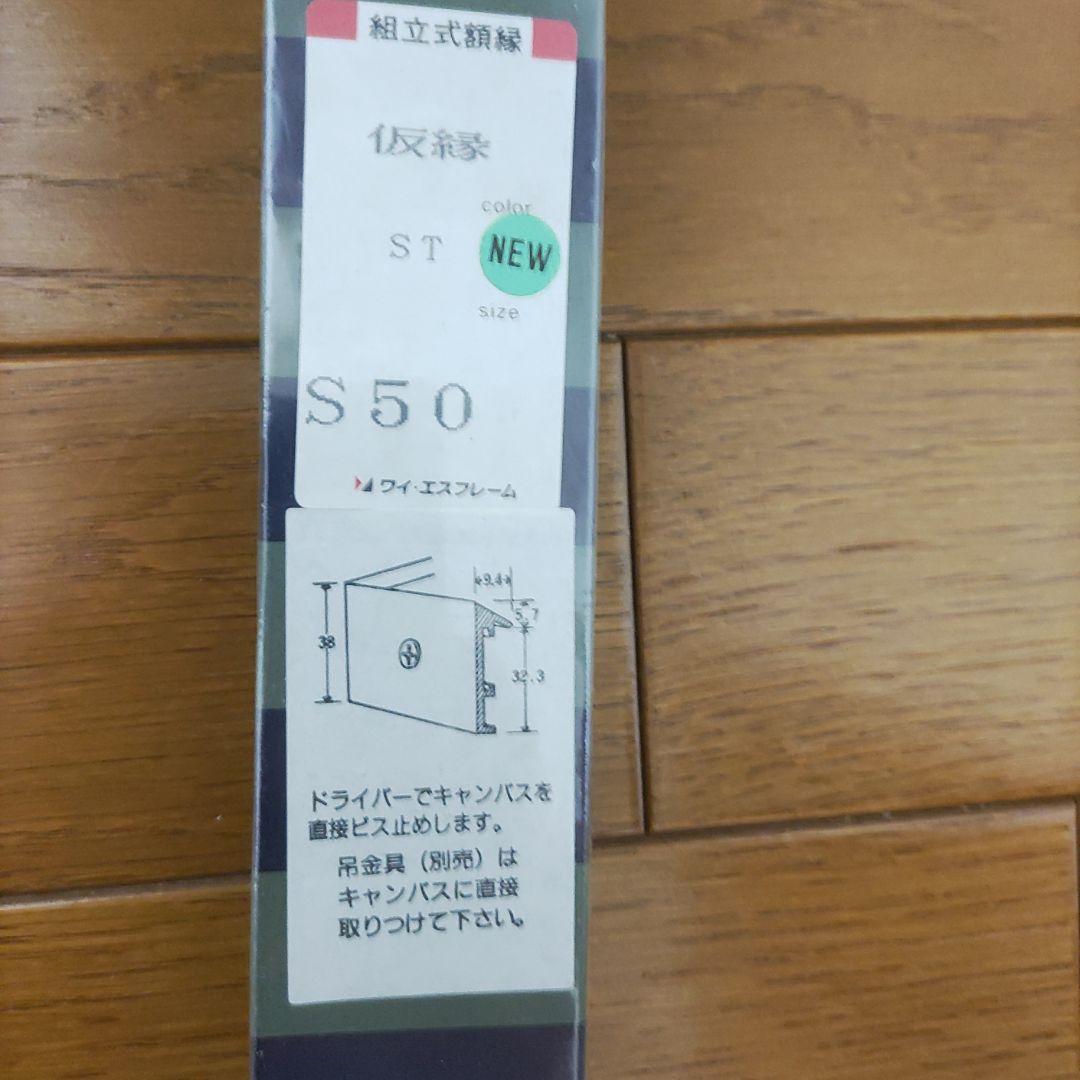 組立式額縁
仮縁
color
ST
NEW
size
S50
ワイ・エスフレーム
9.4
5.7
38
32.3
ドライバーでキャンバスを
直接ビス止めします。
吊金具（別売）は
キャンバスに直接
取りつけて下さい。